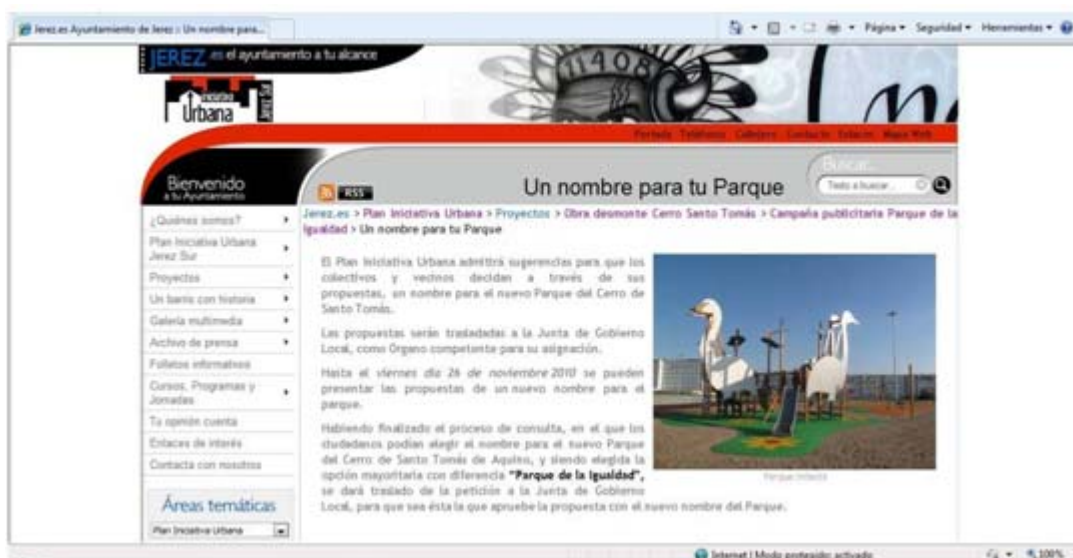 Jerez.es Ayuntamiento de Jerez :: Un nombre para...
Página Seguridad Herramientas
JEREZ.es el ayuntamiento a tu alcance
11408
Iniciativa
Urbana
Portada Teléfonos Callejero Contacto Enlaces Mapa Web
Bienvenido
a tu Ayuntamiento
Buscar...
Texto a buscar
RSS
Un nombre para tu Parque
Jerez.es > Plan Iniciativa Urbana > Proyectos > Obra desmonte Cerro Santo Tomás > Campaña publicitaria Parque de la
Igualdad > Un nombre para tu Parque
¿Quiénes somos?
Plan Iniciativa Urbana
Jerez Sur
Proyectos
Un barrio con historia
Galería multimedia
Archivo de prensa
Folletos informativos
Cursos, Programas y
Jornadas
Tu opinión cuenta
Enlaces de interés
Contacta con nosotros
Áreas temáticas
Plan Iniciativa Urbana
El Plan Iniciativa Urbana admitirá sugerencias para que los
colectivos y vecinos decidan a través de sus
propuestas, un nombre para el nuevo Parque del Cerro de
Santo Tomás.
Las propuestas serán trasladadas a la Junta de Gobierno
Local, como Órgano competente para su asignación.
Hasta el viernes día 26 de noviembre 2010 se pueden
presentar las propuestas de un nuevo nombre para el
parque.
Habiendo finalizado el proceso de consulta, en el que los
ciudadanos podían elegir el nombre para el nuevo Parque
del Cerro de Santo Tomás de Aquino, y siendo elegida la
opción mayoritaria con diferencia "Parque de la Igualdad",
se dará traslado de la petición a la Junta de Gobierno
Local, para que sea ésta la que apruebe la propuesta con el nuevo nombre del Parque.
Parque Infantil
Internet | Modo protegido: activado
100%